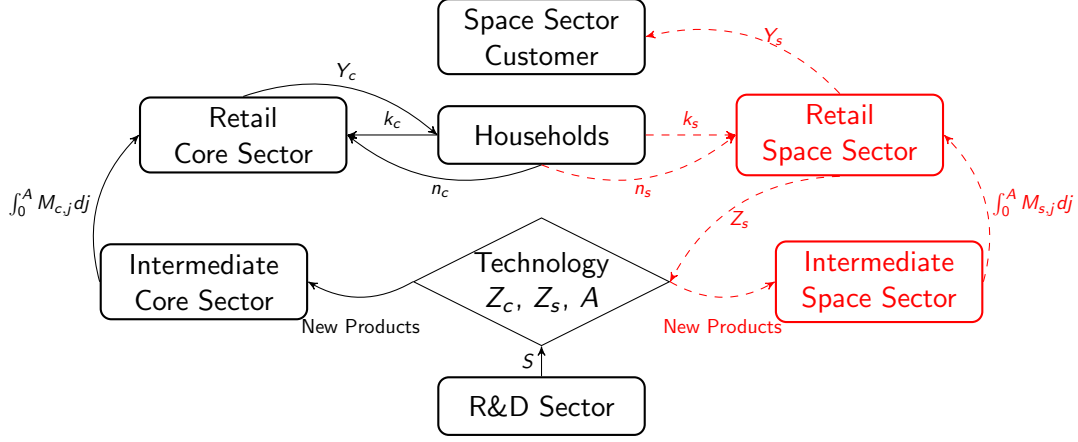 Space Sector
Customer
Y_s
Y_c
Retail
Core Sector
k_c
Households
k_s
Retail
Space Sector
n_c
n_s
∫_0^A M_{c,j} dj
∫_0^A M_{s,j} dj
Z_s
Intermediate
Core Sector
Technology
Z_c, Z_s, A
Intermediate
Space Sector
New Products
New Products
S
R&D Sector